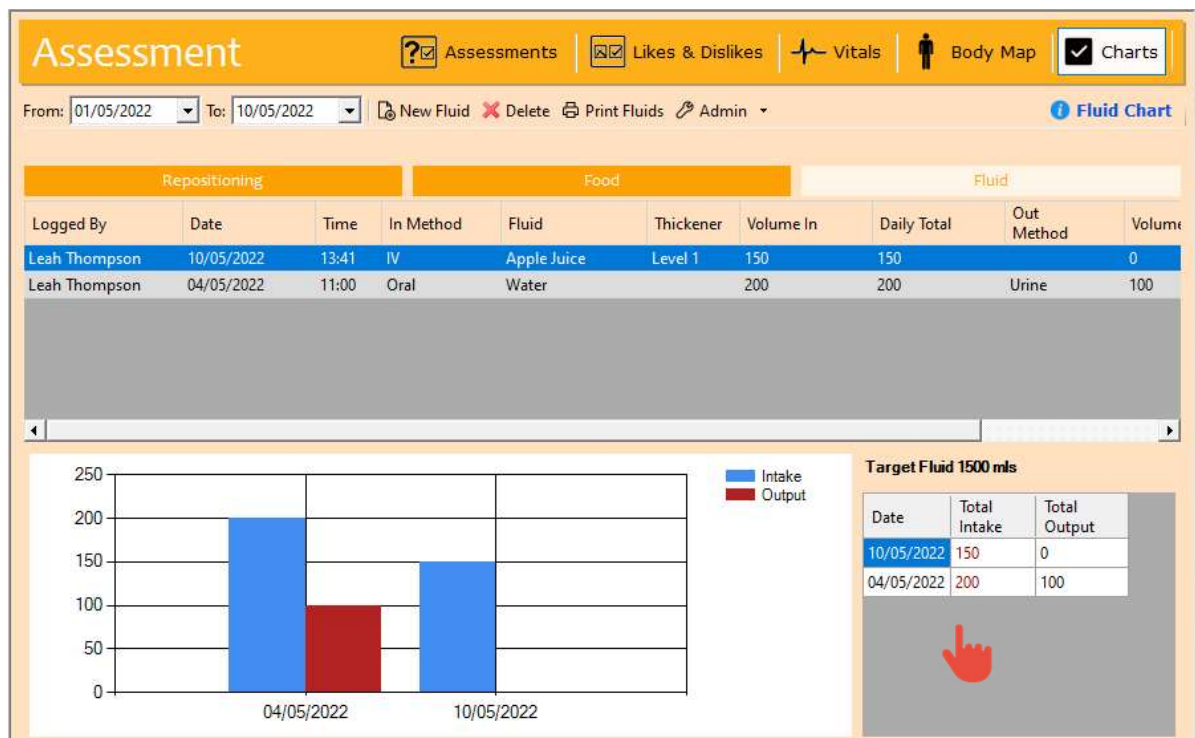 Assessment
Assessments
Likes & Dislikes
Vitals
Body Map
Charts
From: 01/05/2022 To: 10/05/2022 New Fluid Delete Print Fluids Admin
Fluid Chart
Repositioning Food Fluid
Logged By Date Time In Method Fluid Thickener Volume In Daily Total Out Method Volume
Leah Thompson 10/05/2022 13:41 IV Apple Juice Level 1 150 150 0
Leah Thompson 04/05/2022 11:00 Oral Water 200 200 Urine 100
250
200
150
100
50
0
04/05/2022 10/05/2022
Intake
Output
Target Fluid 1500 mls
Date Total Intake Total Output
10/05/2022 150 0
04/05/2022 200 100